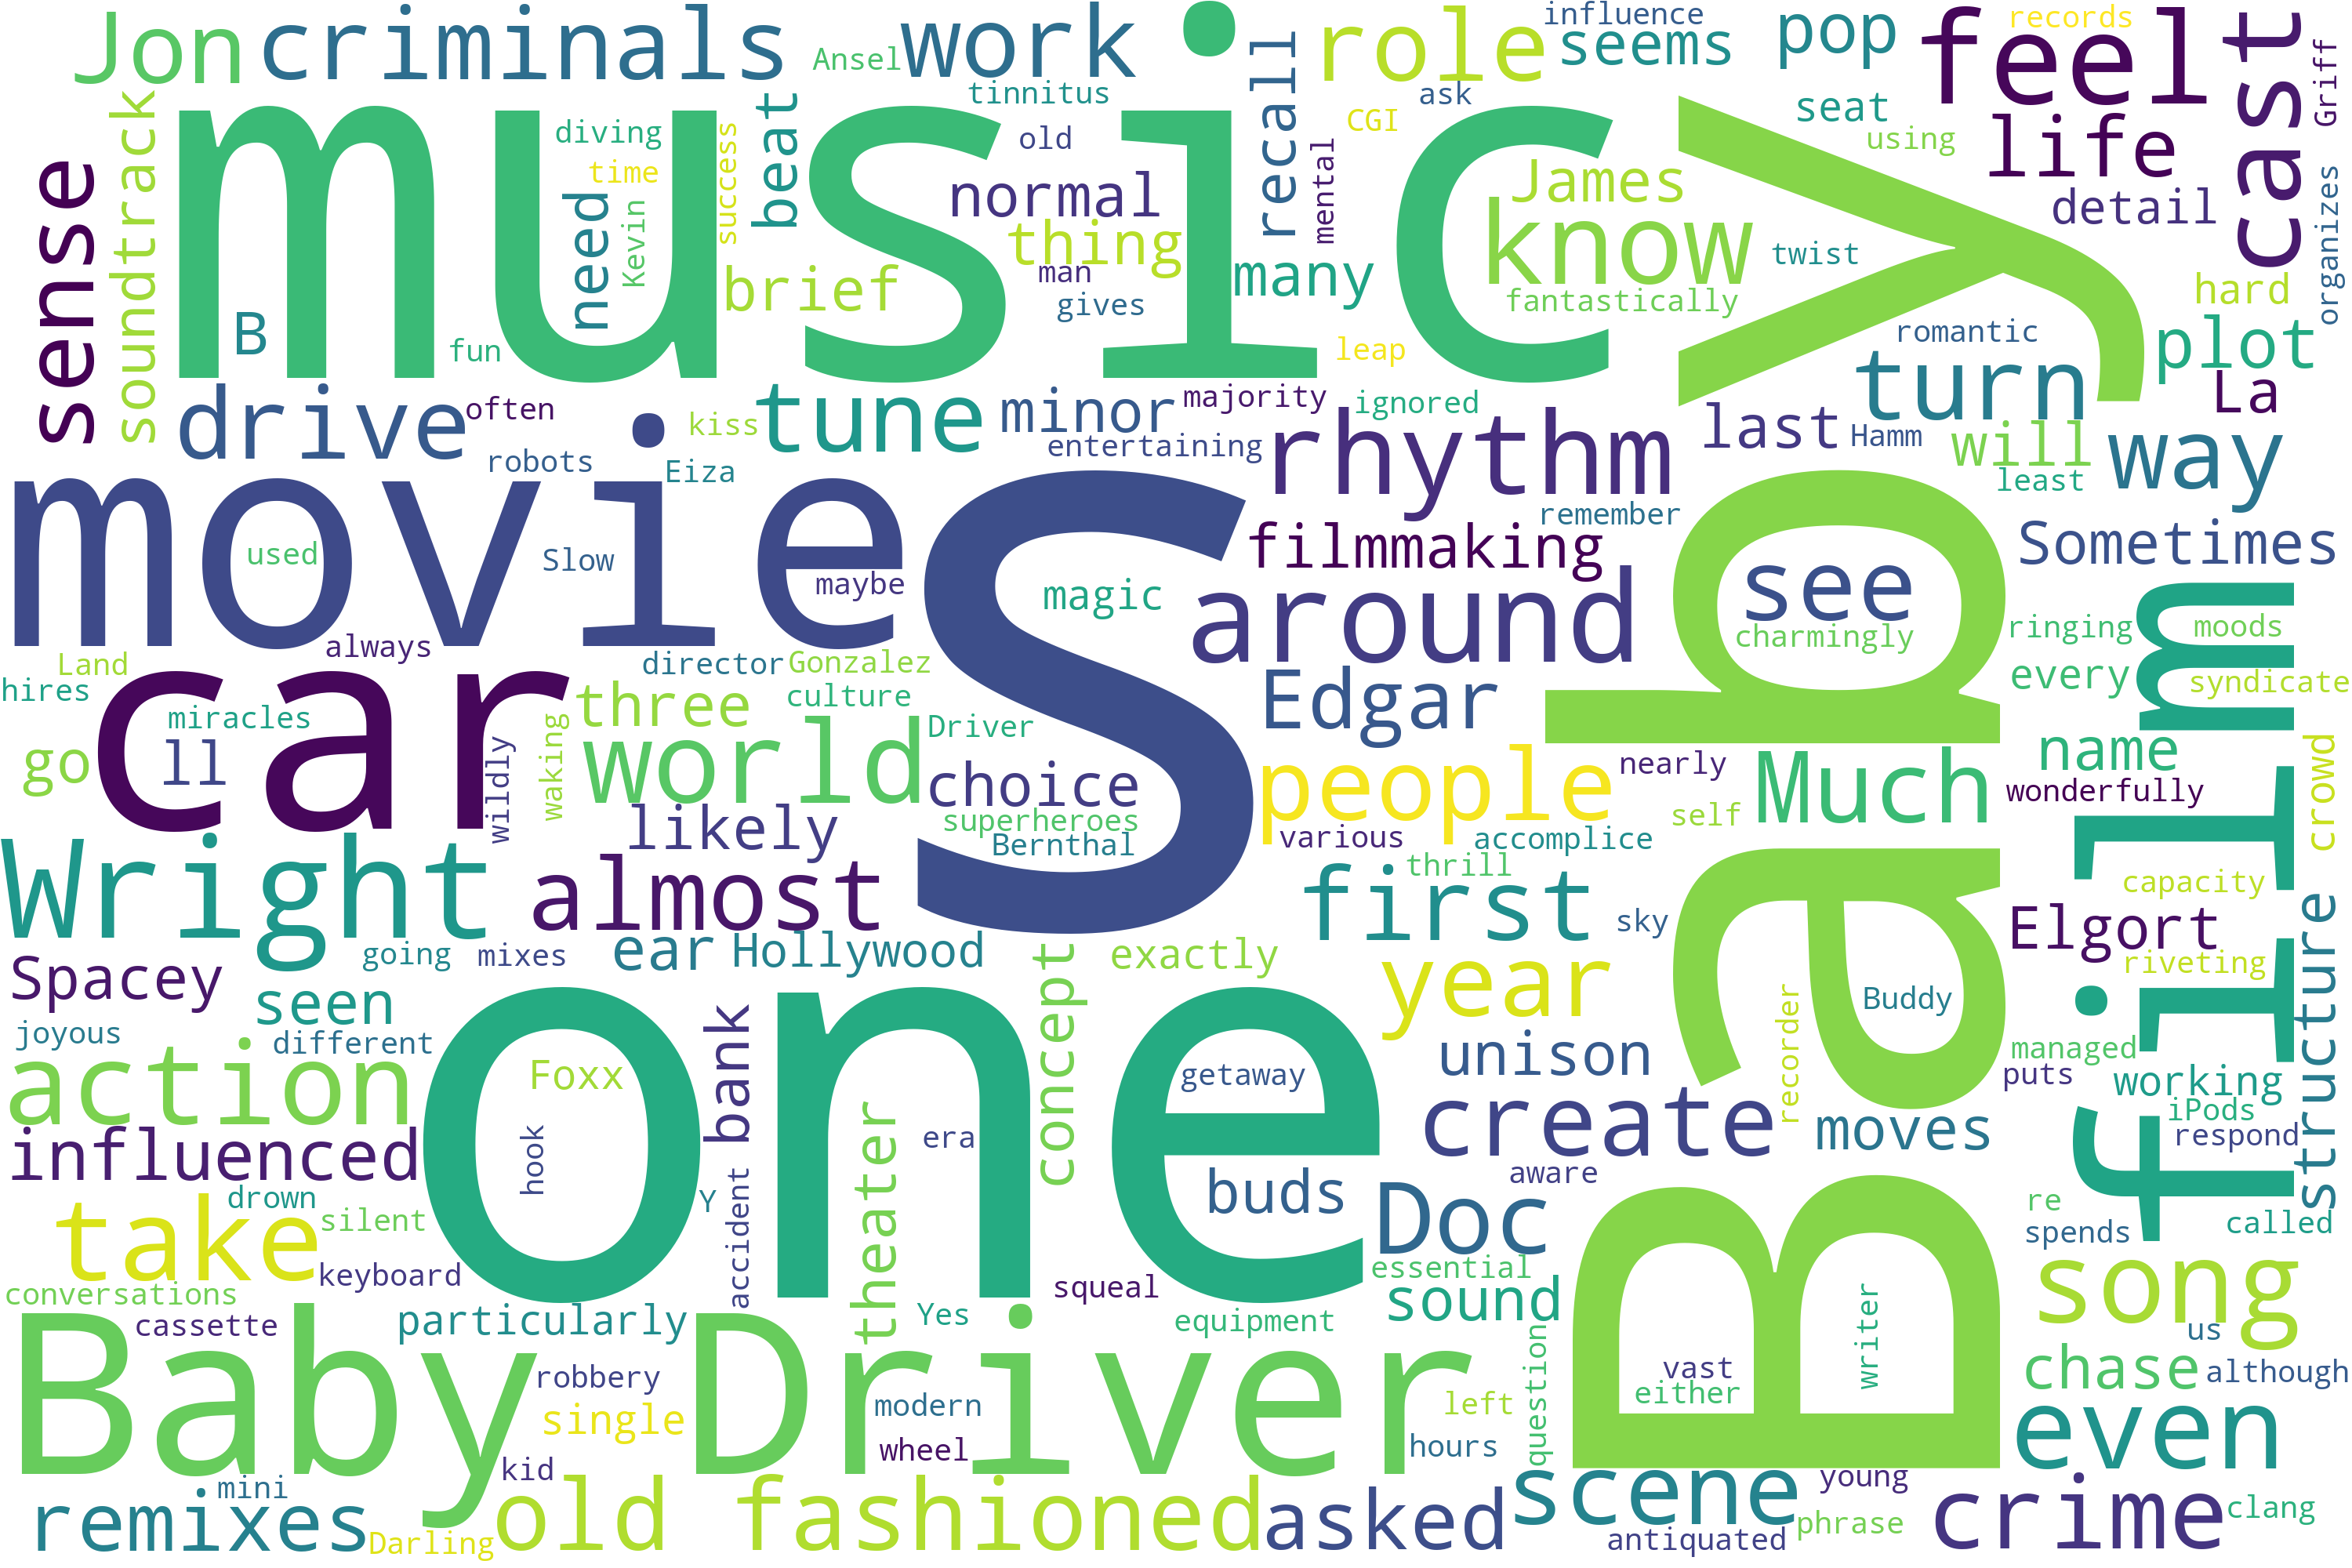 music
Baby
s
one
movie
car
Baby Driver
film
Jon
criminals
Ansel
work
influence
seems
role
pop
records
feel
cast
Griff
soundtrack
sense
B
diving
time
need
Kevin
success
beat
tinnitus
old
normal
thing
man
gives
brief
recall
mental
ask
CGI
many
James
know
fantastically
seat
using
twist
life
detail
organizes
hard
romantic
plot
La
turn
fun
drive
often
robots
kiss
Eiza
tune
minor
majority
entertaining
leap
ignored
rhythm
last
Hamm
will
least
way
used
Slow
maybe
magic
filmmaking
remember
around
see
charmingly
Sometimes
ringing
moods
every
syndicate
Land
hires
always
miracles
director
Gonzalez
culture
three
Driver
Edgar
go
ll
wildly
waking
world
choice
superheroes
Bernthal
people
nearly
self
Much
name
wonderfully
crowd
Wright
likely
almost
various
accomplice
thrill
first
sky
capacity
Elgort
riveting
structure
Spacey
going
mixes
ear
Hollywood
concept
exactly
year
seen
joyous
different
action
Foxx
bank
getaway
unison
recorder
Buddy
managed
puts
working
iPods
respond
influenced
hook
era
theater
create
moves
aware
take
drown
silent
keyboard
accident
Y
buds
Doc
re
spends
called
conversations
cassette
particularly
Yes
squeal
equipment
essential
sound
song
us
robbery
single
modern
wheel
left
hours
question
vast
either
writer
chase
although
even
remixes
mini
kid
Darling
old fashioned
asked
scene
antiquated
young
phrase
crime
clang